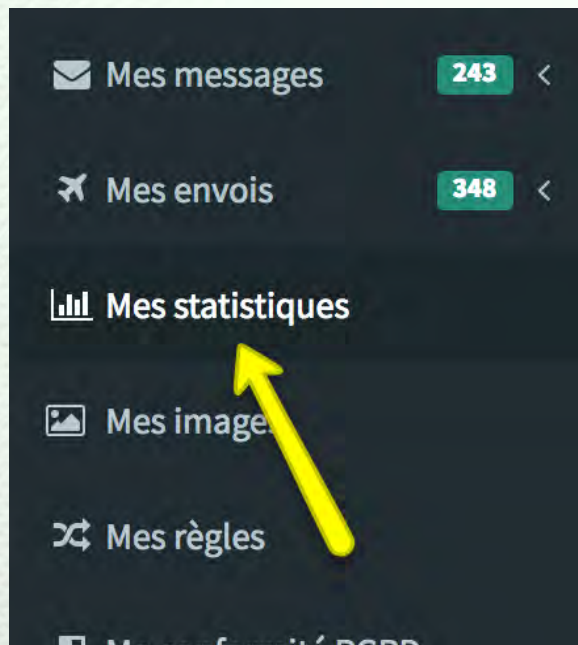 Mes messages 243
Mes envois 348
Mes statistiques
Mes images
Mes règles